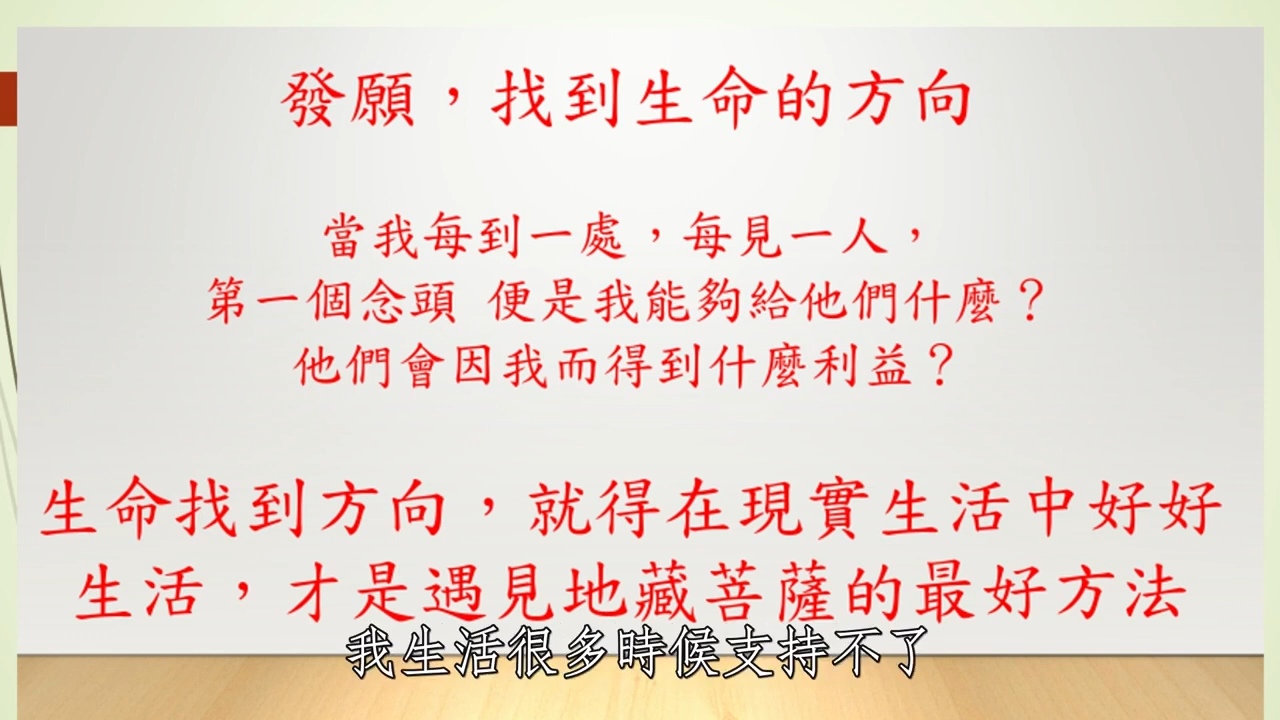 發願，找到生命的方向
當我每到一處，每見一人，
第一個念頭 便是我能夠給他們什麼？
他們會因我而得到什麼利益？
生命找到方向，就得在現實生活中好好
生活，才是遇見地藏菩薩的最好方法
我生活很多時候支持不了